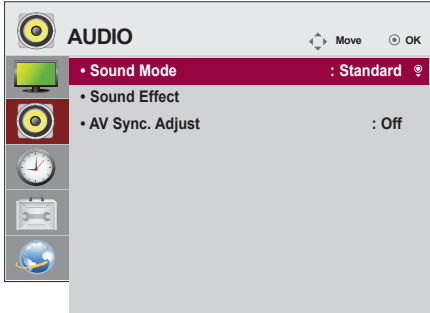 AUDIO
Move OK
• Sound Mode : Standard
• Sound Effect
• AV Sync. Adjust : Off